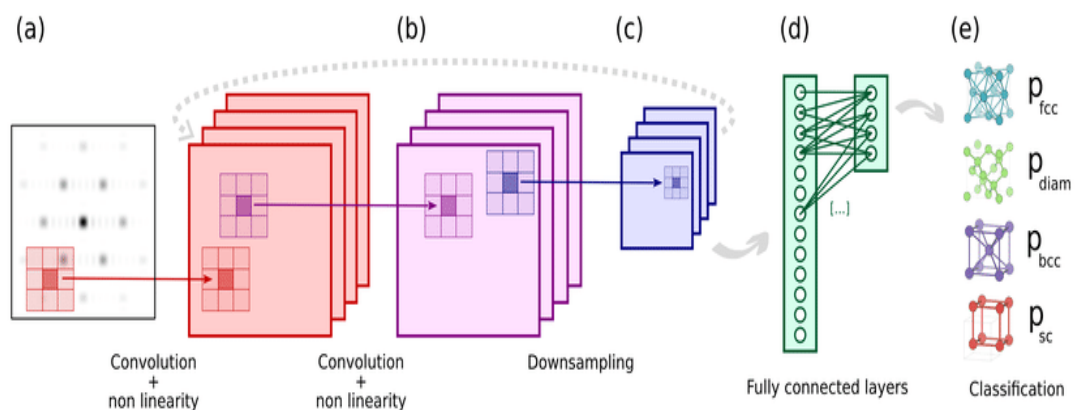 (a)
(b)
(c)
(d)
(e)
p fcc
p diam
p bcc
p sc
[...]
Convolution
+
non linearity
Convolution
+
non linearity
Downsampling
Fully connected layers
Classification